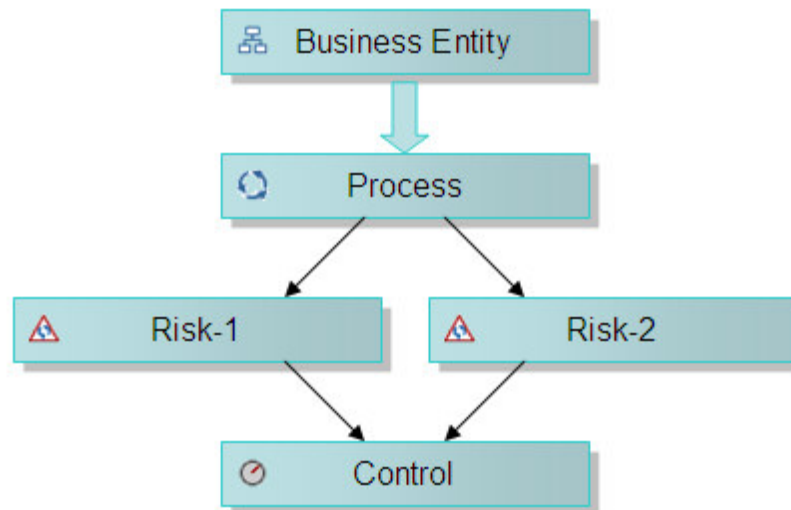 Business Entity
Process
Risk-1
Risk-2
Control